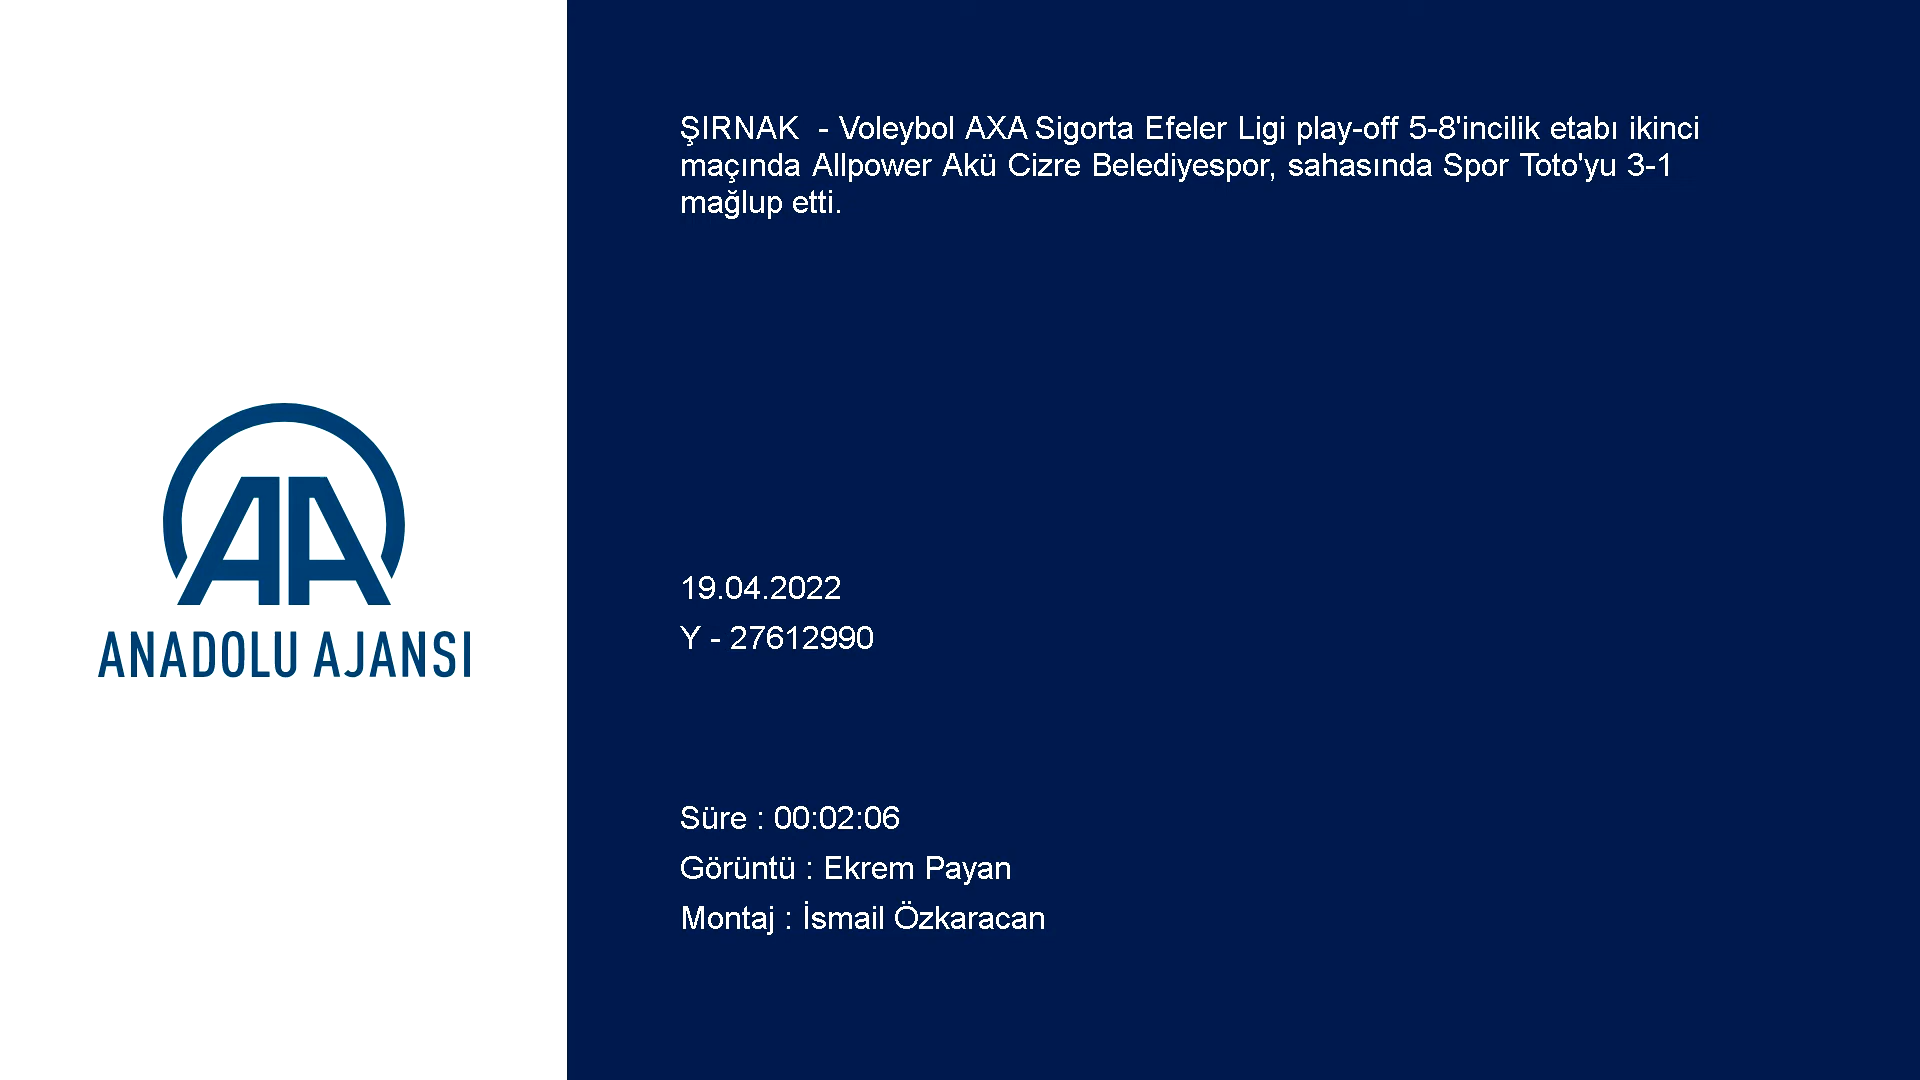 ŞIRNAK  - Voleybol AXA Sigorta Efeler Ligi play-off 5-8'incilik etabı ikinci
maçında Allpower Akü Cizre Belediyespor, sahasında Spor Toto'yu 3-1
mağlup etti.
AA
ANADOLU AJANSI
19.04.2022
Y - 27612990
Süre : 00:02:06
Görüntü : Ekrem Payan
Montaj : İsmail Özkaracan